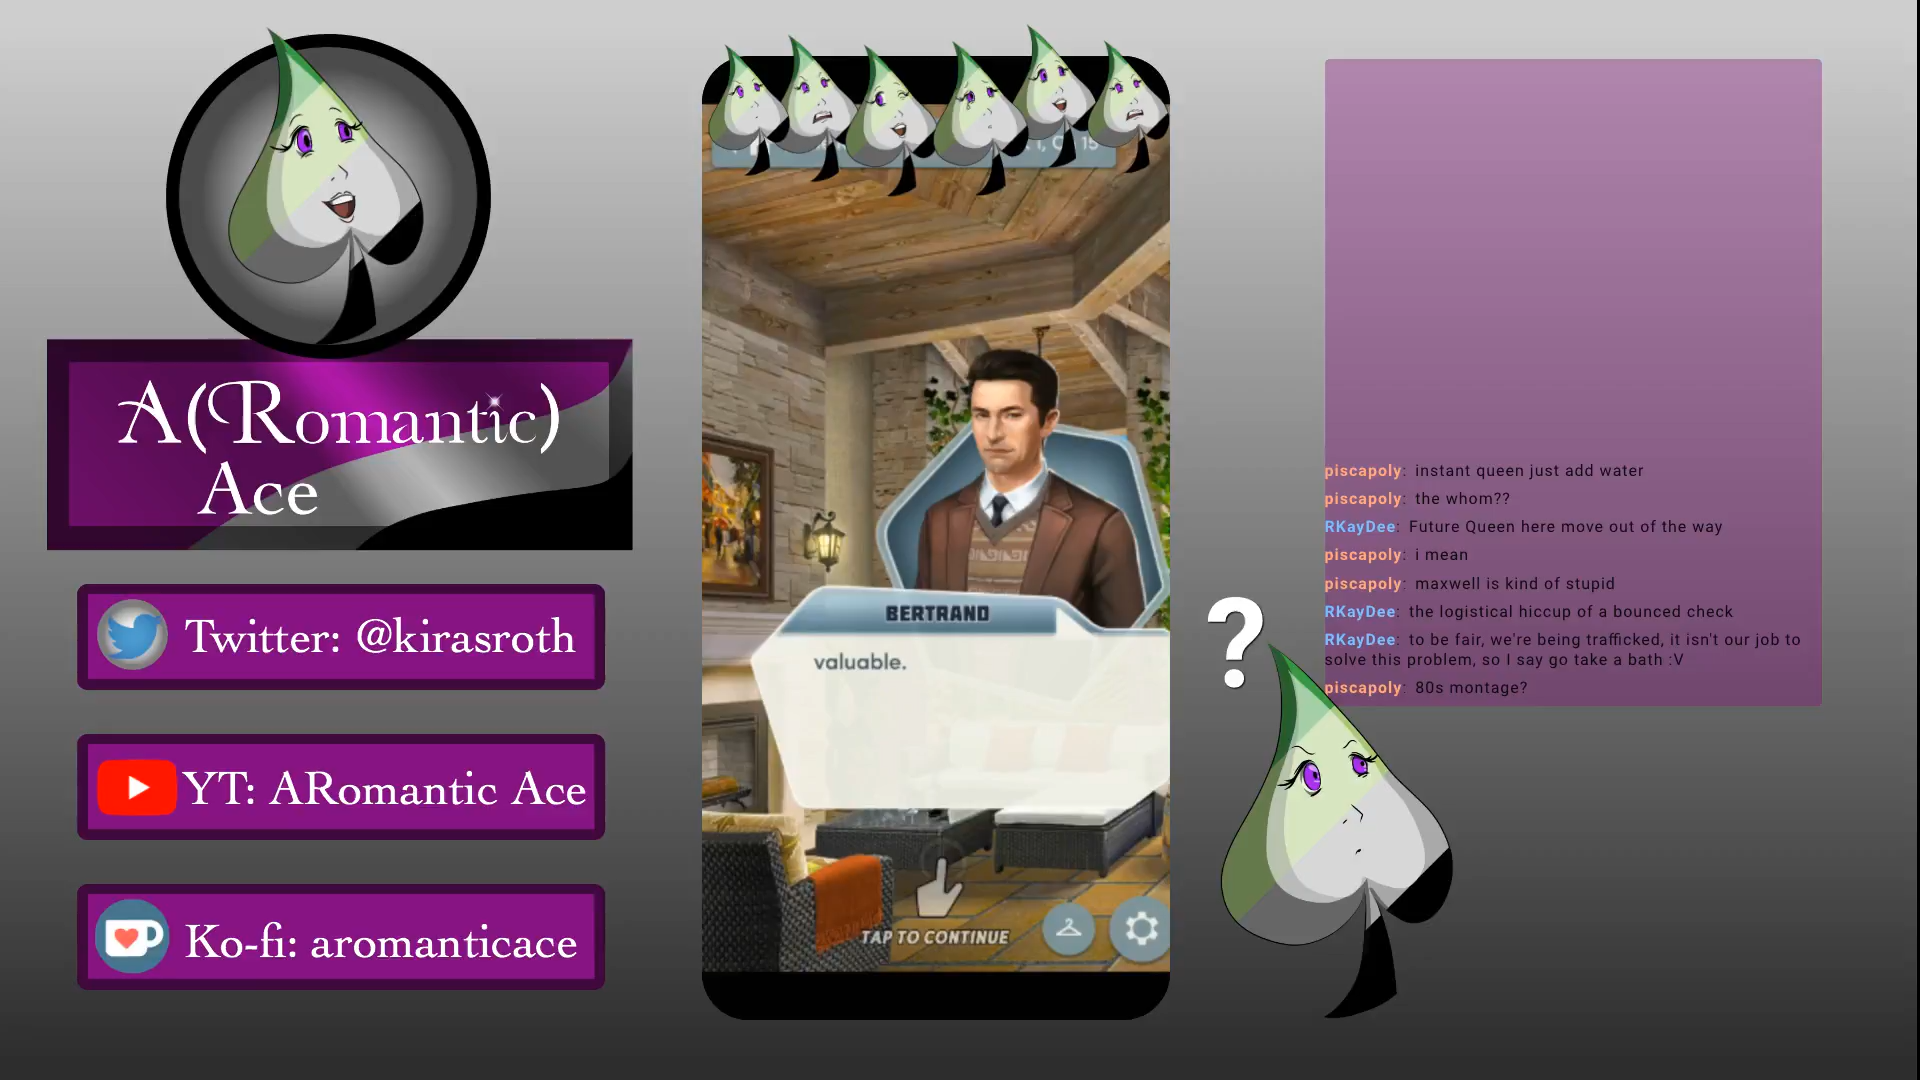 A(Romantic)
Ace
Twitter: @kirasroth
YT: ARomantic Ace
Ko-fi: aromanticace
15
BERTRAND
valuable.
TAP TO CONTINUE
?
piscapoly: instant queen just add water
piscapoly: the whom??
RKayDee: Future Queen here move out of the way
piscapoly: i mean
piscapoly: maxwell is kind of stupid
RKayDee: the logistical hiccup of a bounced check
RKayDee: to be fair, we're being trafficked, it isn't our job to
solve this problem, so I say go take a bath :V
piscapoly: 80s montage?